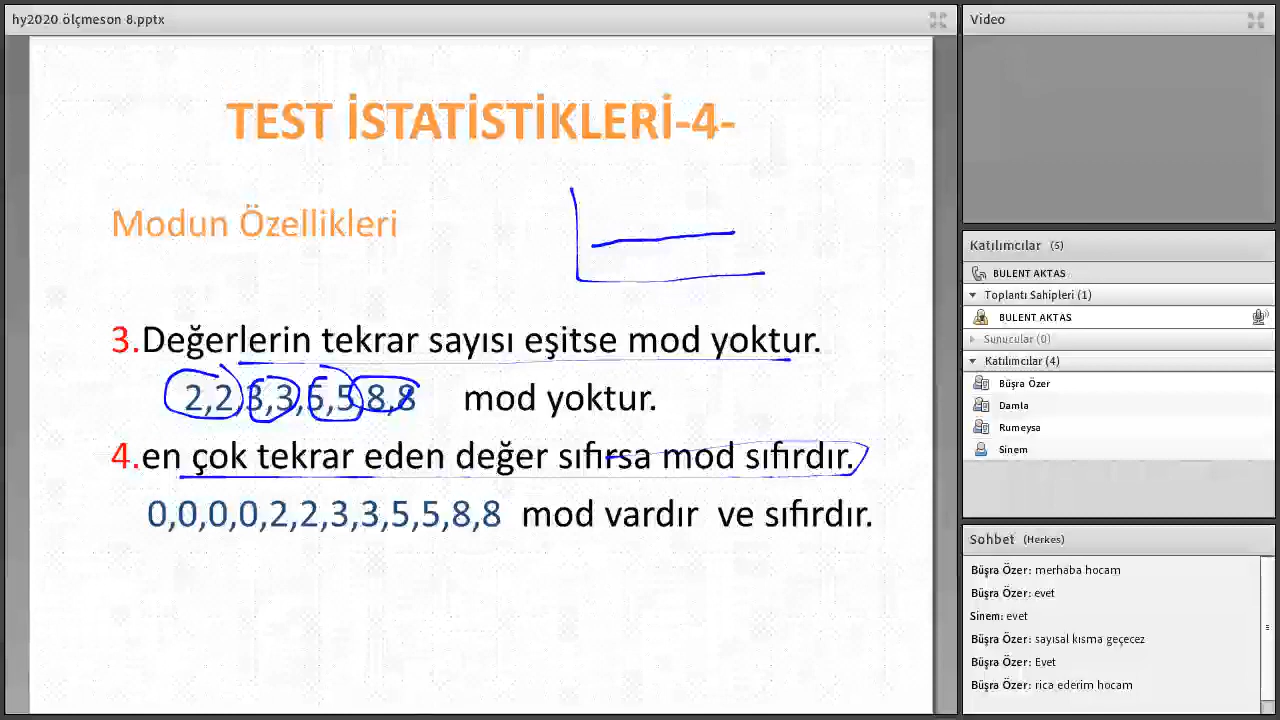 hy2020 ölçmeson 8.pptx
TEST İSTATİSTİKLERİ-4-
Modun Özellikleri
3.Değerlerin tekrar sayısı eşitse mod yoktur.
2,2,3,3,5,5,8,8 mod yoktur.
4.en çok tekrar eden değer sıfırsa mod sıfırdır.
0,0,0,0,2,2,3,3,5,5,8,8 mod vardır ve sıfırdır.
Video
Katılımcılar (5)
BULENT AKTAS
Toplantı Sahipleri (1)
BULENT AKTAS
Sunucular (0)
Katılımcılar (4)
Büşra Özer
Damla
Rumeysa
Sinem
Sohbet (Herkes)
Büşra Özer: merhaba hocam
Büşra Özer: evet
Sinem: evet
Büşra Özer: sayısal kısma geçecez
Büşra Özer: Evet
Büşra Özer: rica ederim hocam